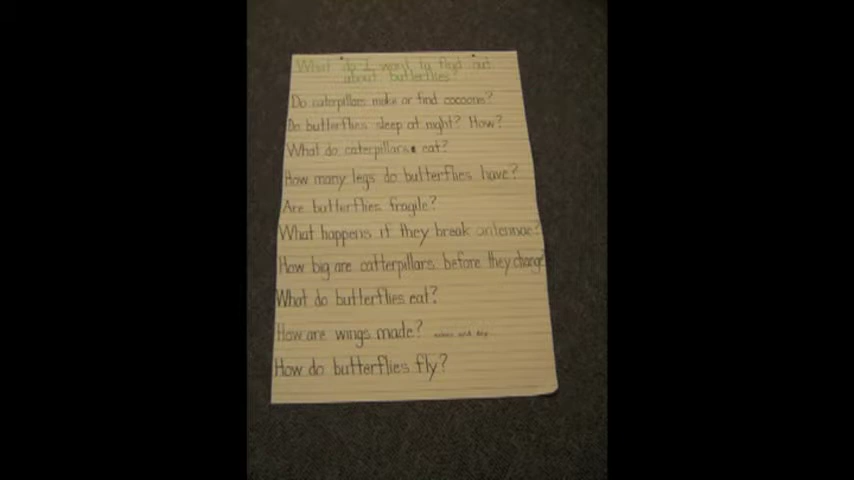 What do I want to find out
about butterflies?
Do caterpillars make or find cocoons?
Do butterflies sleep at night? How?
What do caterpillars eat?
How many legs do butterflies have?
Are butterflies fragile?
What happens if they break antennae?
How big are catterpillars before they change?
What do butterflies eat?
How are wings made?
How do butterflies fly?